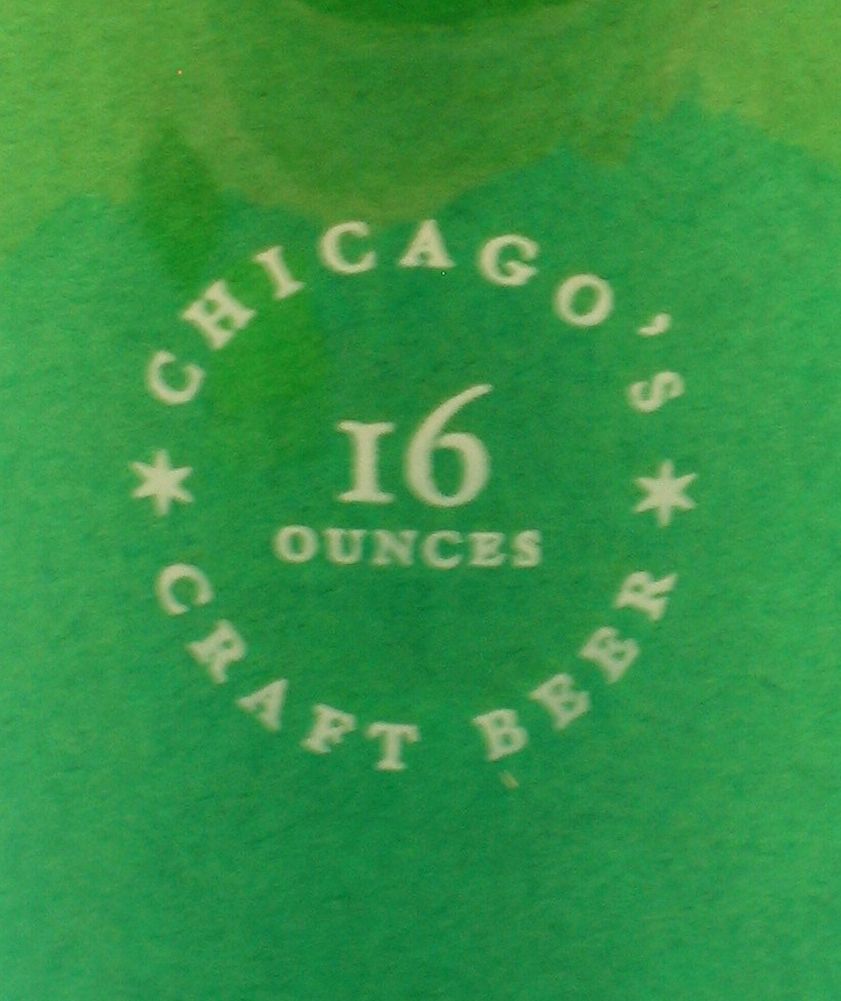 CHICAGO'S
16
OUNCES
CRAFT BEER